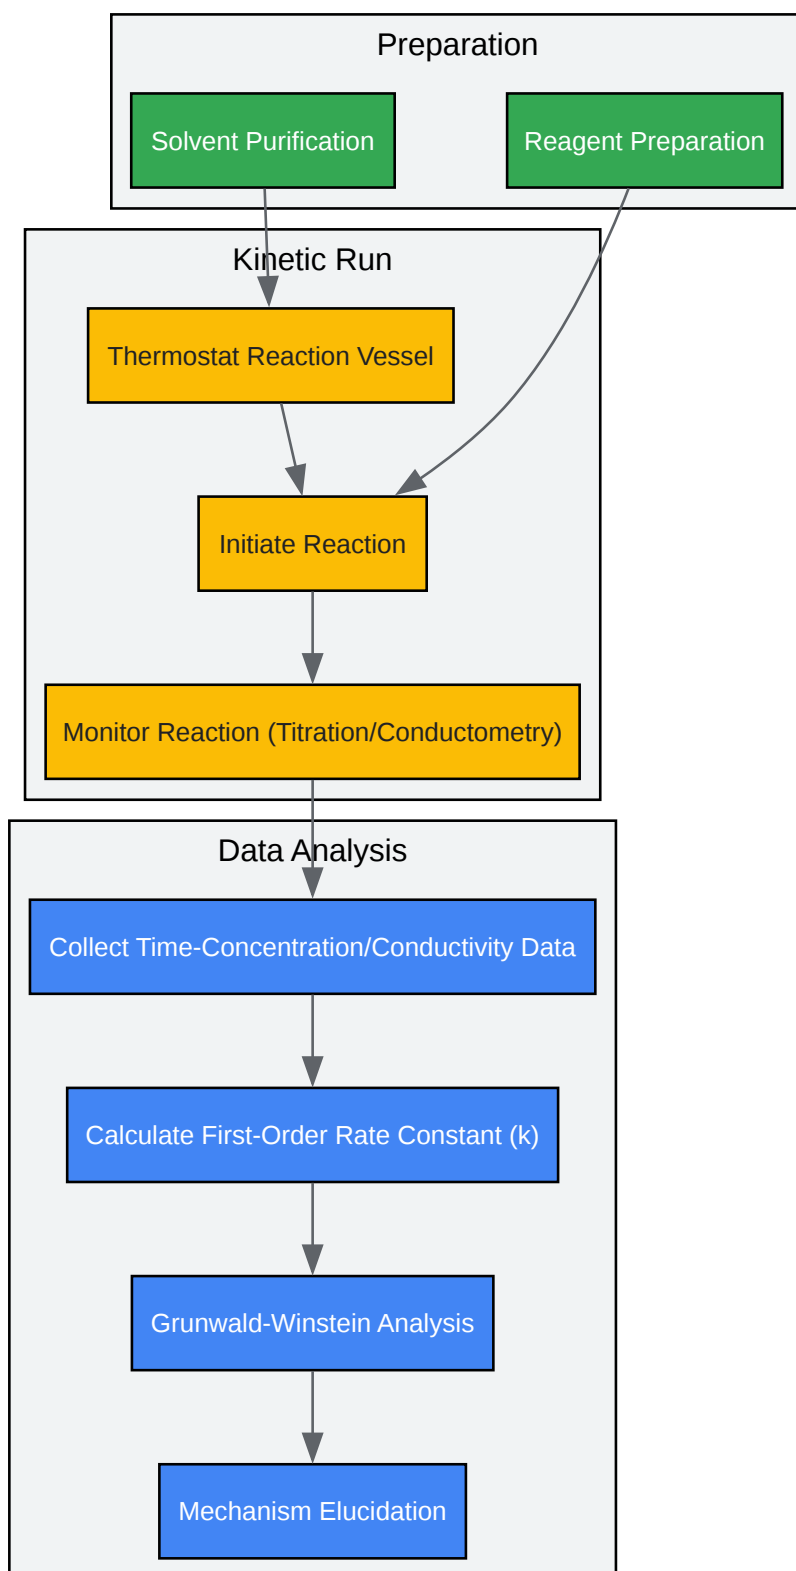 Preparation
Solvent Purification
Reagent Preparation
Kinetic Run
Thermostat Reaction Vessel
Initiate Reaction
Monitor Reaction (Titration/Conductometry)
Data Analysis
Collect Time-Concentration/Conductivity Data
Calculate First-Order Rate Constant (k)
Grunwald-Winstein Analysis
Mechanism Elucidation